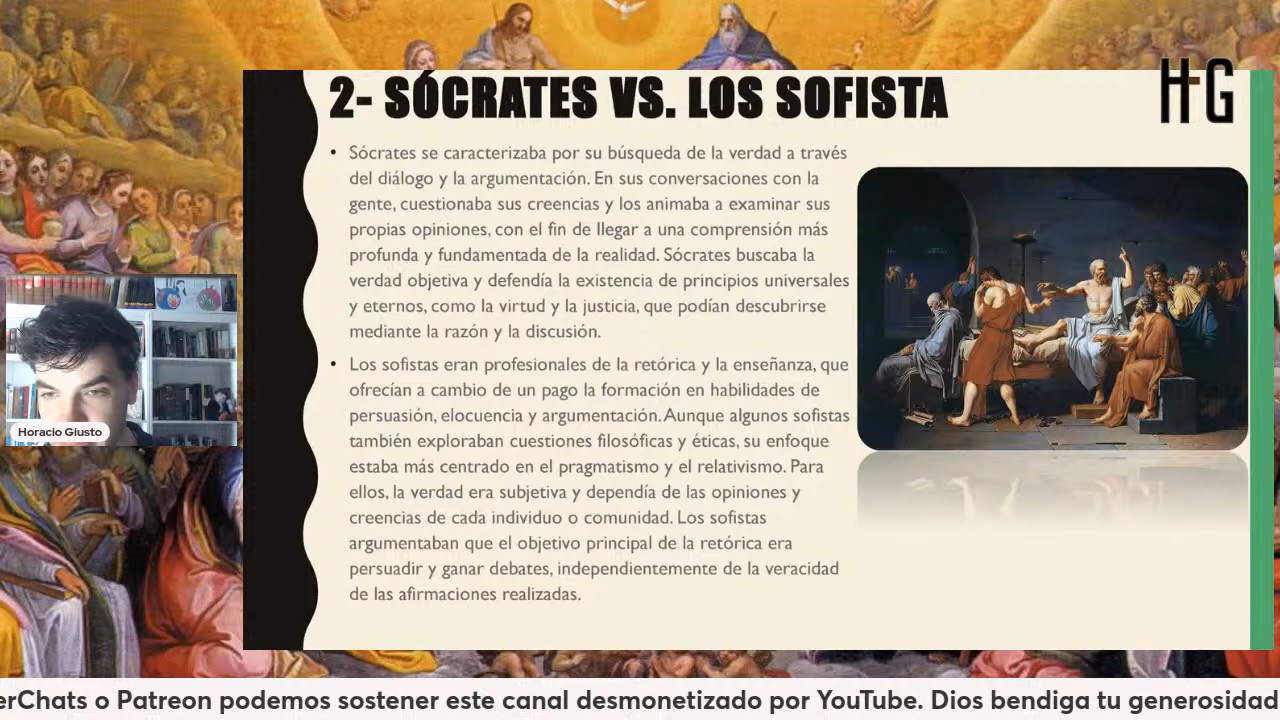 2- SÓCRATES VS. LOS SOFISTA
H-G
• Sócrates se caracterizaba por su búsqueda de la verdad a través
del diálogo y la argumentación. En sus conversaciones con la
gente, cuestionaba sus creencias y los animaba a examinar sus
propias opiniones, con el fin de llegar a una comprensión más
profunda y fundamentada de la realidad. Sócrates buscaba la
verdad objetiva y defendía la existencia de principios universales
y eternos, como la virtud y la justicia, que podían descubrirse
mediante la razón y la discusión.
• Los sofistas eran profesionales de la retórica y la enseñanza, que
ofrecían a cambio de un pago la formación en habilidades de
persuasión, elocuencia y argumentación. Aunque algunos sofistas
también exploraban cuestiones filosóficas y éticas, su enfoque
estaba más centrado en el pragmatismo y el relativismo. Para
ellos, la verdad era subjetiva y dependía de las opiniones y
creencias de cada individuo o comunidad. Los sofistas
argumentaban que el objetivo principal de la retórica era
persuadir y ganar debates, independientemente de la veracidad
de las afirmaciones realizadas.
Horacio Giusto
erChats o Patreon podemos sostener este canal desmonetizado por YouTube. Dios bendiga tu generosidad